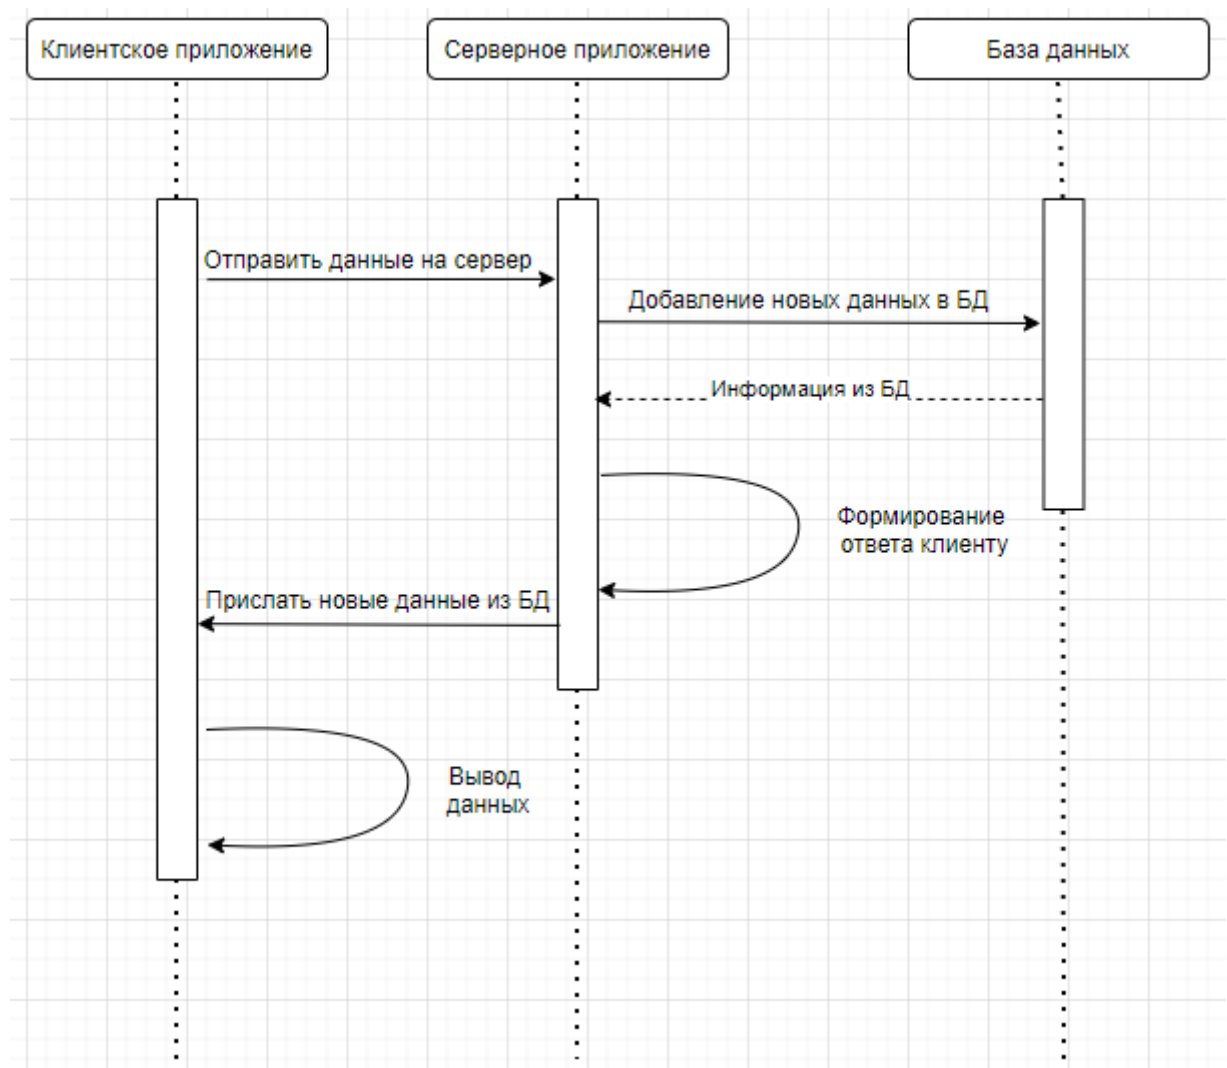 Клиентское приложение
Серверное приложение
База данных
Отправить данные на сервер
Добавление новых данных в БД
Информация из БД
Формирование
ответа клиенту
Прислать новые данные из БД
Вывод
данных